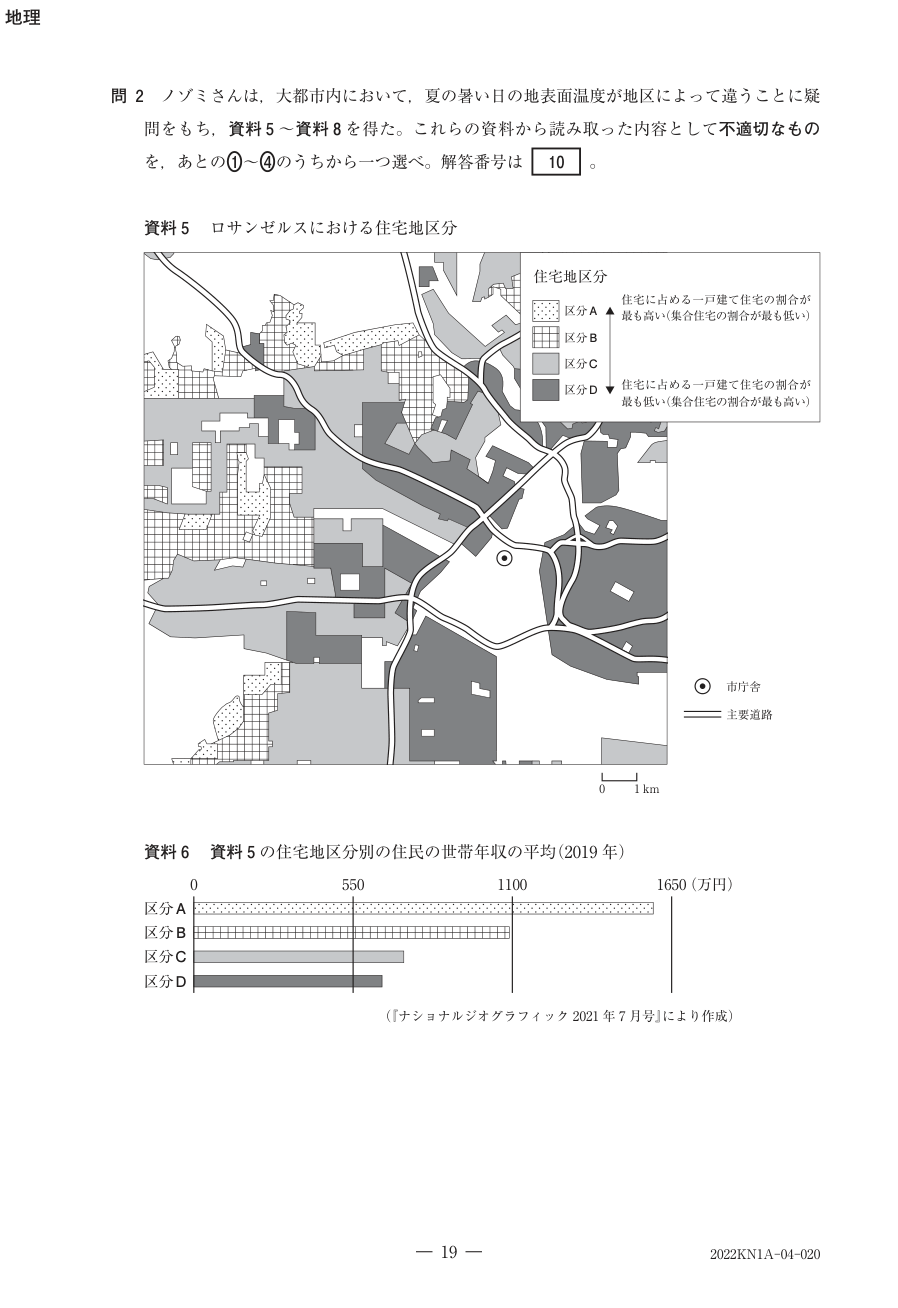 地理
問 2 ノゾミさんは，大都市内において，夏の暑い日の地表面温度が地区によって違うことに疑
問をもち，資料5～資料8を得た。これらの資料から読み取った内容として不適切なもの
を，あとの①～④のうちから一つ選べ。解答番号は 10 。
資料5 ロサンゼルスにおける住宅地区分
住宅地区分
区分A
住宅に占める一戸建て住宅の割合が
最も高い（集合住宅の割合が最も低い）
区分B
区分C
区分D
住宅に占める一戸建て住宅の割合が
最も低い（集合住宅の割合が最も高い）
市庁舎
主要道路
0 1 km
資料6 資料5の住宅地区分別の住民の世帯年収の平均（2019 年）
0 550 1100 1650（万円）
区分A
区分B
区分C
区分D
（『ナショナルジオグラフィック 2021 年 7 月号』により作成）
― 19 ―
2022KN1A-04-020